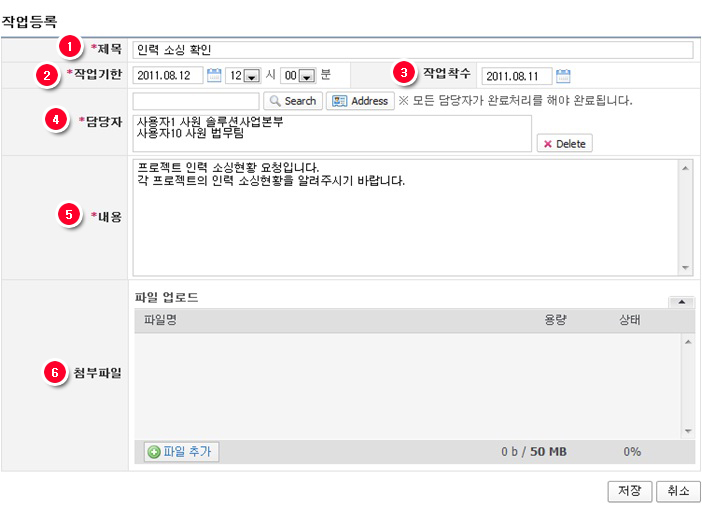 작업등록
1 *제목 인력 소싱 확인
2 *작업기한 2011.08.12 12 시 00 분 3 작업착수 2011.08.11
Search Address ※ 모든 담당자가 완료처리를 해야 완료됩니다.
4 *담당자 사용자1 사원 솔루션사업본부
사용자10 사원 법무팀
Delete
프로젝트 인력 소싱현황 요청입니다.
각 프로젝트의 인력 소싱현황을 알려주시기 바랍니다.
5 *내용
파일 업로드
파일명 용량 상태
6 첨부파일
파일 추가 0 b / 50 MB 0%
저장 취소